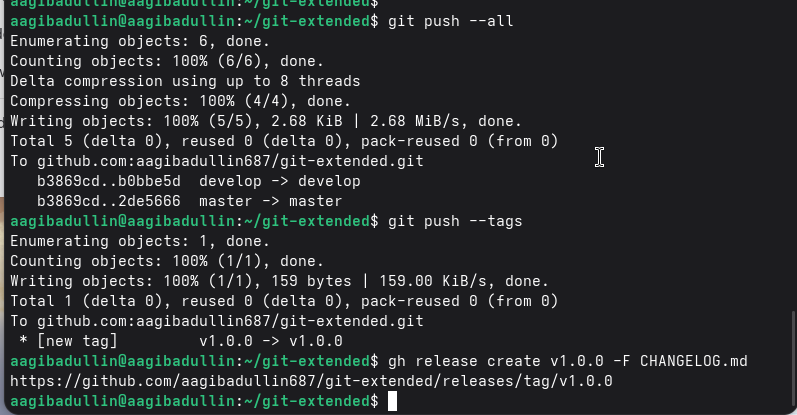 aagibadullin@aagibadullin:~/git-extended$
aagibadullin@aagibadullin:~/git-extended$ git push --all
Enumerating objects: 6, done.
Counting objects: 100% (6/6), done.
Delta compression using up to 8 threads
Compressing objects: 100% (4/4), done.
Writing objects: 100% (5/5), 2.68 KiB | 2.68 MiB/s, done.
Total 5 (delta 0), reused 0 (delta 0), pack-reused 0 (from 0)
To github.com:aagibadullin687/git-extended.git
   b3869cd..b0bbe5d  develop -> develop
   b3869cd..2de5666  master -> master
aagibadullin@aagibadullin:~/git-extended$ git push --tags
Enumerating objects: 1, done.
Counting objects: 100% (1/1), done.
Writing objects: 100% (1/1), 159 bytes | 159.00 KiB/s, done.
Total 1 (delta 0), reused 0 (delta 0), pack-reused 0 (from 0)
To github.com:aagibadullin687/git-extended.git
 * [new tag]         v1.0.0 -> v1.0.0
aagibadullin@aagibadullin:~/git-extended$ gh release create v1.0.0 -F CHANGELOG.md
https://github.com/aagibadullin687/git-extended/releases/tag/v1.0.0
aagibadullin@aagibadullin:~/git-extended$